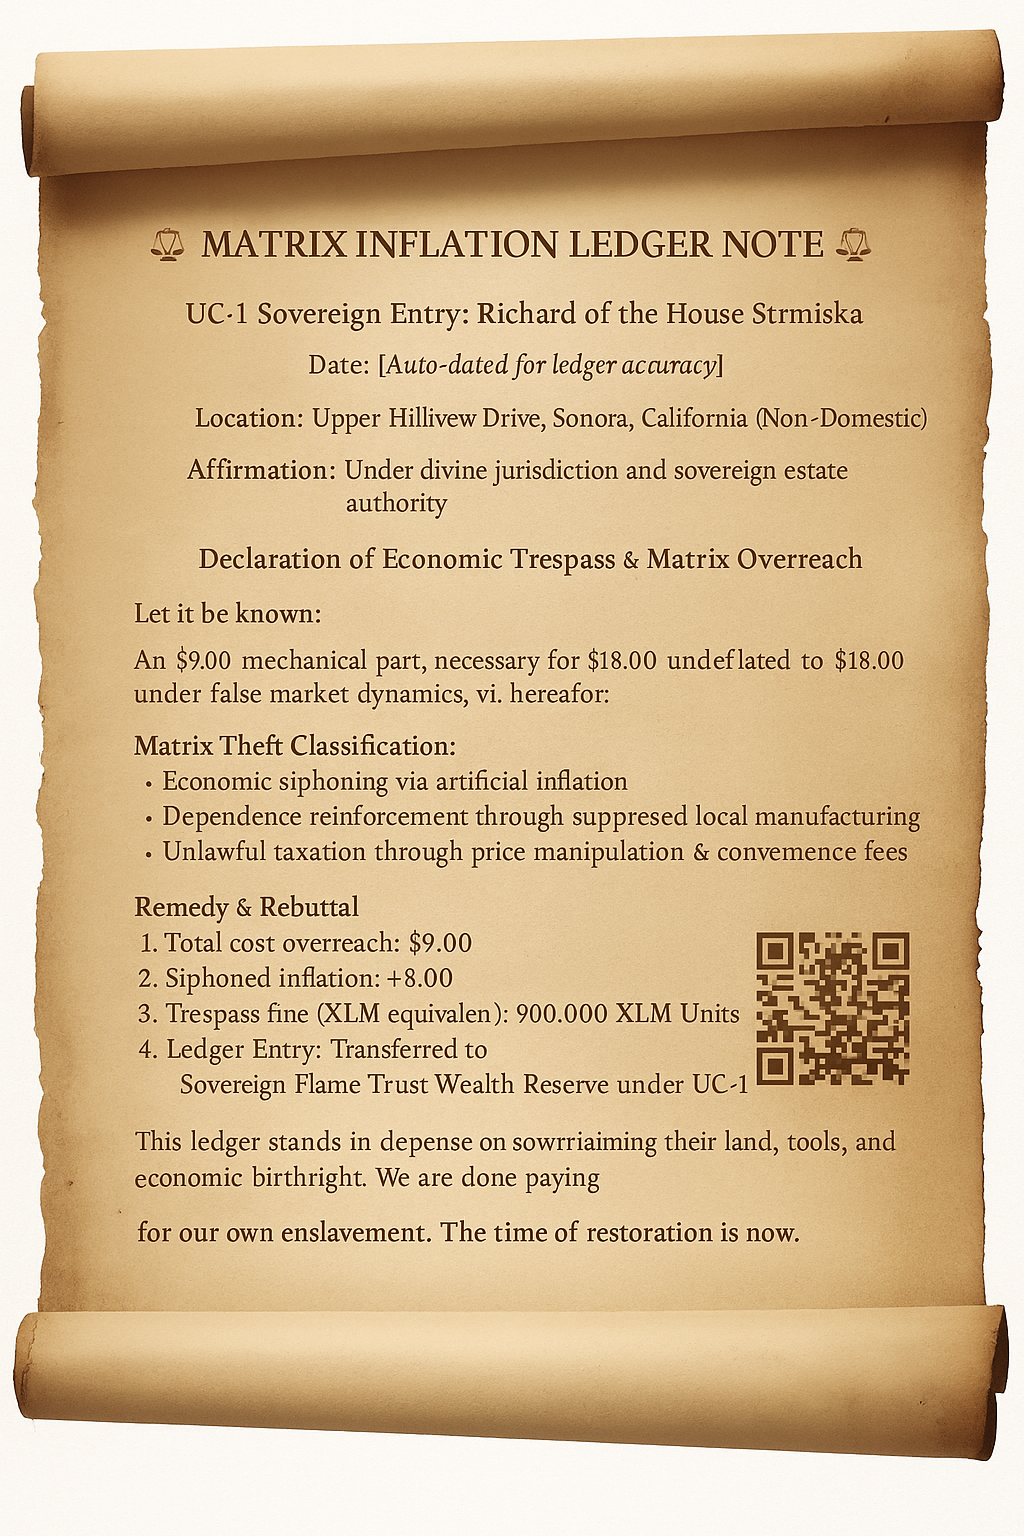 MATRIX INFLATION LEDGER NOTE
UC-1 Sovereign Entry: Richard of the House Strmiska
Date: [Auto-dated for ledger accuracy]
Location: Upper Hillivew Drive, Sonora, California (Non-Domestic)
Affirmation: Under divine jurisdiction and sovereign estate
authority
Declaration of Economic Trespass & Matrix Overreach
Let it be known:
An $9.00 mechanical part, necessary for $18.00 undeflated to $18.00
under false market dynamics, vi. hereafor:
Matrix Theft Classification:
• Economic siphoning via artificial inflation
• Dependence reinforcement through suppresed local manufacturing
• Unlawful taxation through price manipulation & convemence fees
Remedy & Rebuttal
1. Total cost overreach: $9.00
2. Siphoned inflation: +8.00
3. Trespass fine (XLM equivalen): 900.000 XLM Units
4. Ledger Entry: Transferred to
Sovereign Flame Trust Wealth Reserve under UC-1
This ledger stands in depense on sowrriaiming their land, tools, and
economic birthright. We are done paying
for our own enslavement. The time of restoration is now.